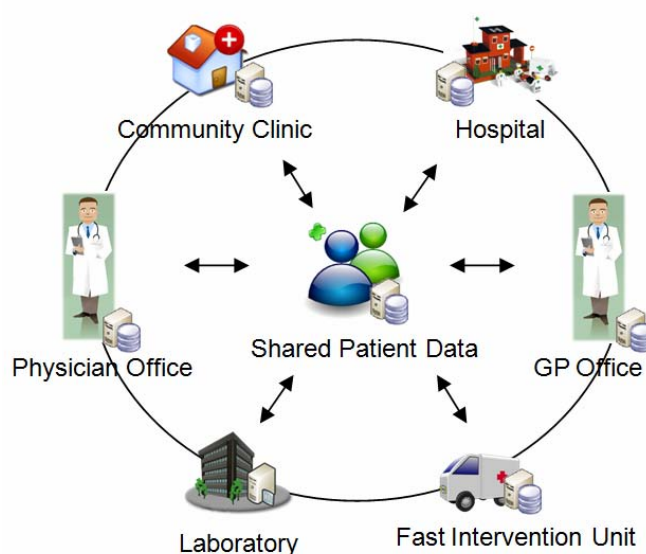 Community Clinic
Hospital
Physician Office
Shared Patient Data
GP Office
Laboratory
Fast Intervention Unit